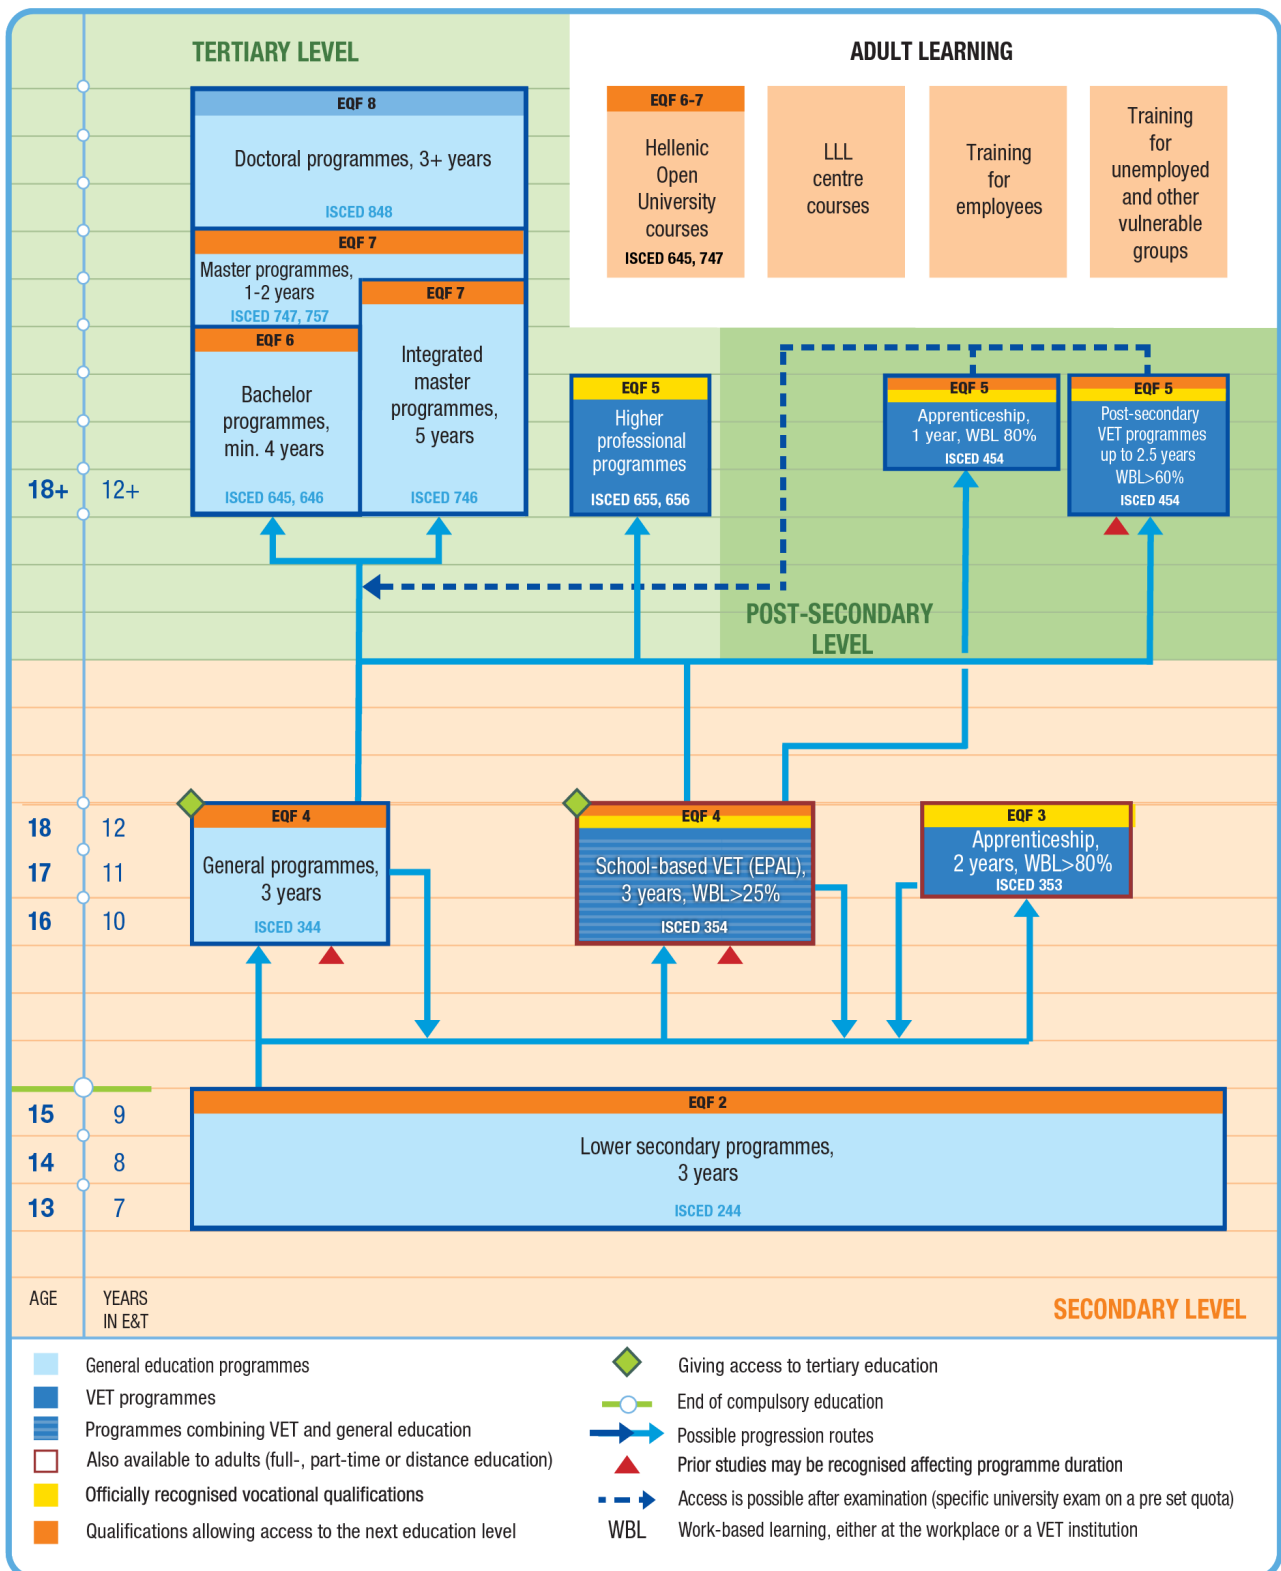 TERTIARY LEVEL
ADULT LEARNING
EQF 8
Doctoral programmes, 3+ years
ISCED 848
EQF 7
Master programmes,
1-2 years
ISCED 747, 757
EQF 6
Bachelor
programmes,
min. 4 years
ISCED 645, 646
EQF 7
Integrated
master
programmes,
5 years
ISCED 746
EQF 6-7
Hellenic
Open
University
courses
ISCED 645, 747
LLL
centre
courses
Training
for
employees
Training
for
unemployed
and other
vulnerable
groups
EQF 5
Higher
professional
programmes
ISCED 655, 656
EQF 5
Apprenticeship,
1 year, WBL 80%
ISCED 454
EQF 5
Post-secondary
VET programmes
up to 2.5 years
WBL>60%
ISCED 454
18+ 12+
POST-SECONDARY
LEVEL
18 12
17 11
16 10
EQF 4
General programmes,
3 years
ISCED 344
EQF 4
School-based VET (EPAL),
3 years, WBL>25%
ISCED 354
EQF 3
Apprenticeship,
2 years, WBL>80%
ISCED 353
15 9
14 8
13 7
EQF 2
Lower secondary programmes,
3 years
ISCED 244
AGE
YEARS
IN E&T
SECONDARY LEVEL
General education programmes
VET programmes
Programmes combining VET and general education
Also available to adults (full-, part-time or distance education)
Officially recognised vocational qualifications
Qualifications allowing access to the next education level
Giving access to tertiary education
End of compulsory education
Possible progression routes
Prior studies may be recognised affecting programme duration
Access is possible after examination (specific university exam on a pre set quota)
WBL Work-based learning, either at the workplace or a VET institution